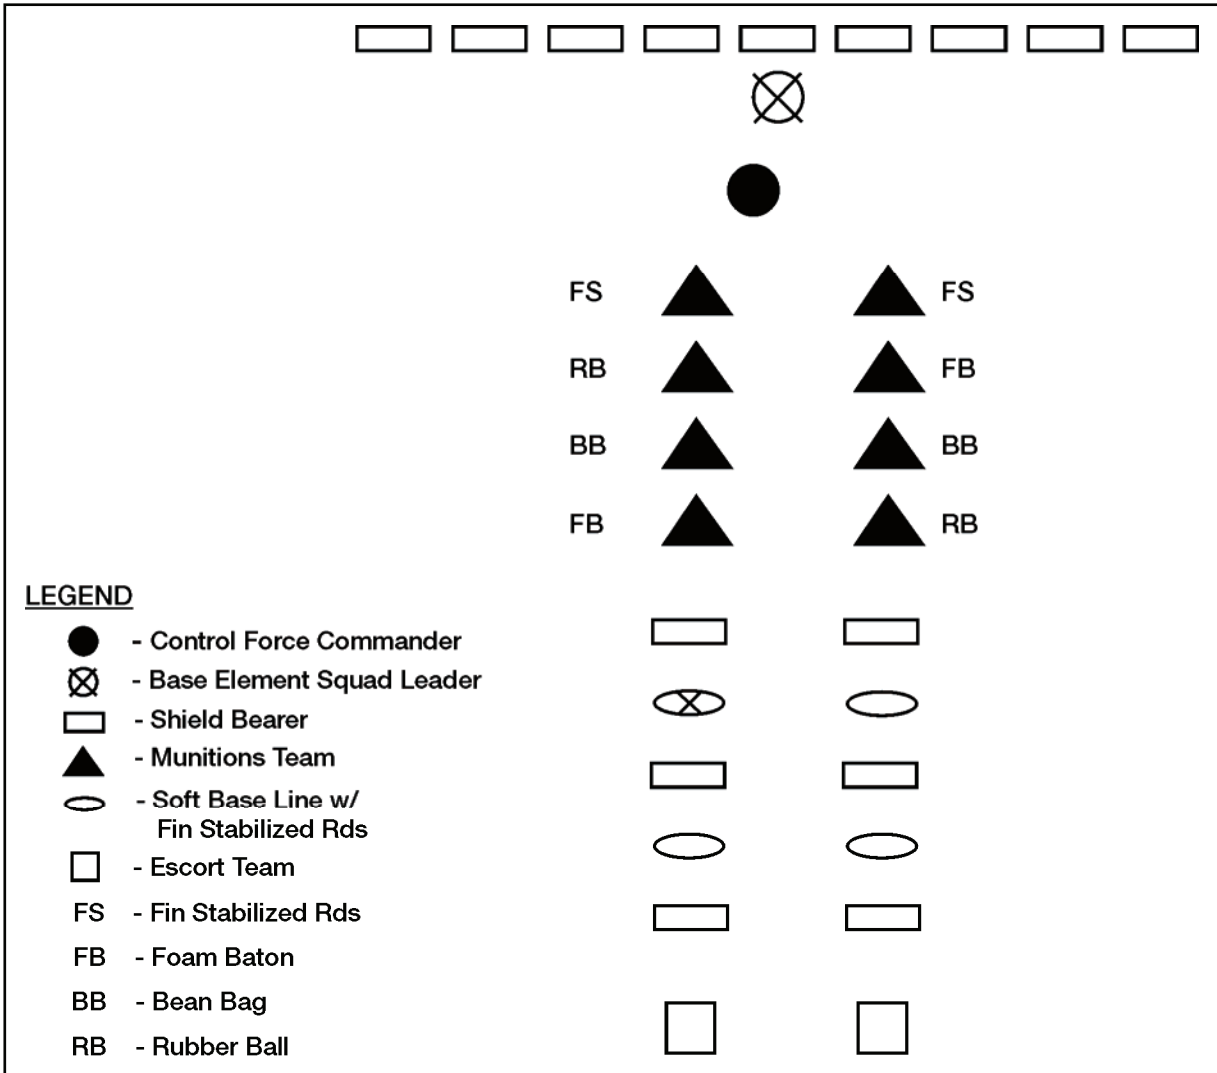 FS FS
RB FB
BB BB
FB RB
LEGEND
- Control Force Commander
- Base Element Squad Leader
- Shield Bearer
- Munitions Team
- Soft Base Line w/
Fin Stabilized Rds
- Escort Team
FS - Fin Stabilized Rds
FB - Foam Baton
BB - Bean Bag
RB - Rubber Ball